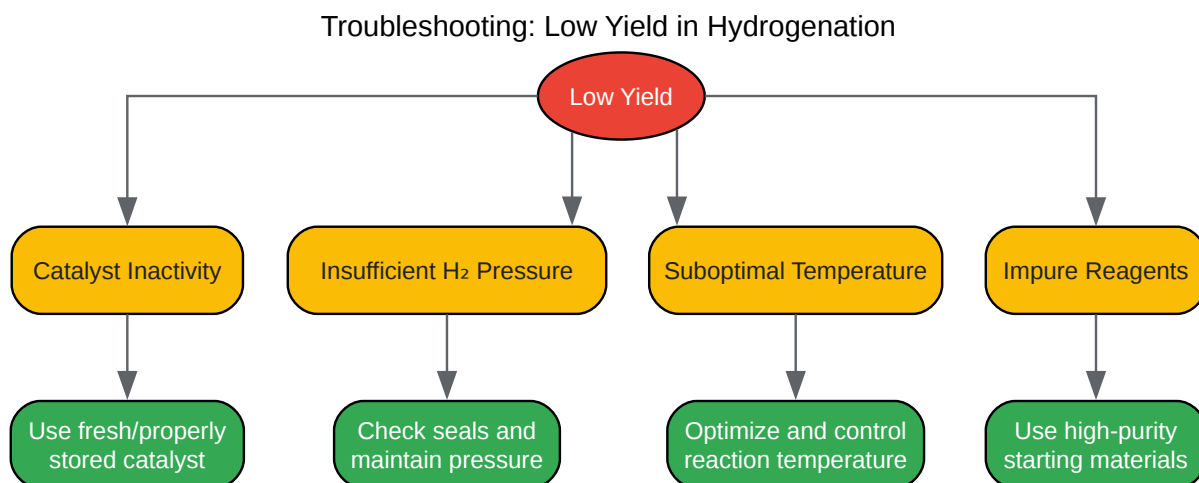 Troubleshooting: Low Yield in Hydrogenation
Low Yield
Catalyst Inactivity
Insufficient H₂ Pressure
Suboptimal Temperature
Impure Reagents
Use fresh/properly
stored catalyst
Check seals and
maintain pressure
Optimize and control
reaction temperature
Use high-purity
starting materials